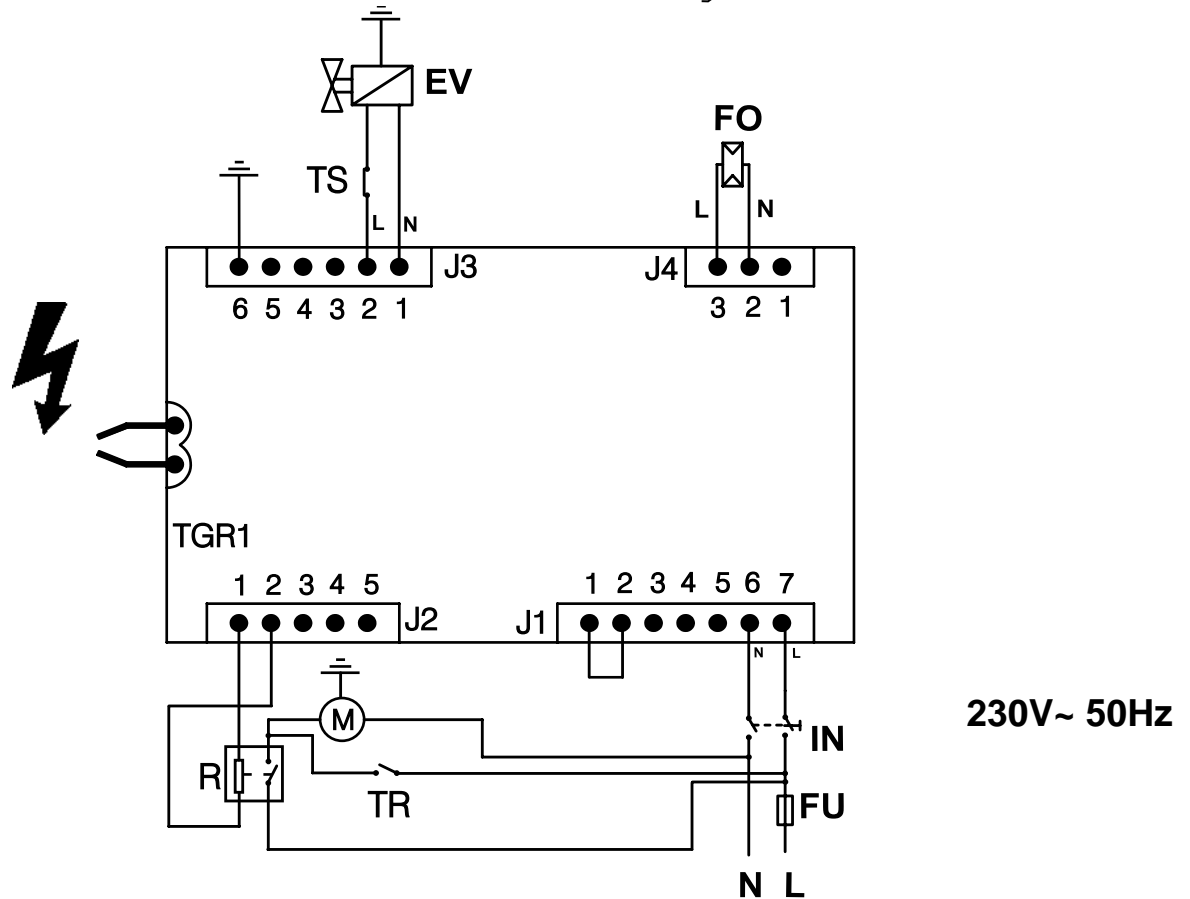 EV
FO
TS
L
N
L
N
J3
J4
6 5 4 3 2 1
3 2 1
TGR1
1 2 3 4 5
J2
J1
1 2 3 4 5 6 7
N
L
M
230V~ 50Hz
IN
R
TR
FU
N L